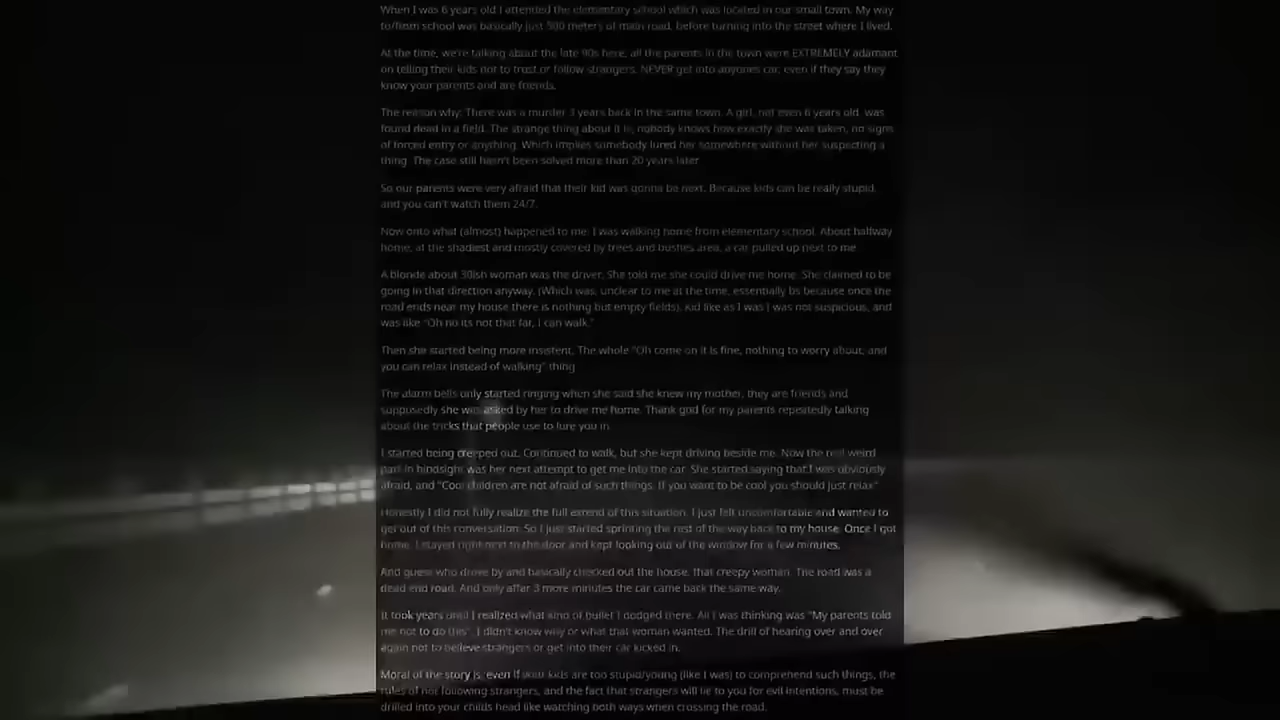 When I was 6 years old I attended the elementary school which was located in our small town. My way
to/from school was basically just 500 meters of main road, before turning into the street where I lived.
At the time, we're talking about the late 90s here, all the parents in the town were EXTREMELY adamant
on telling their kids not to trust or follow strangers. NEVER get into anyones car, even if they say they
know your parents and are friends.
The reason why: There was a murder 3 years back in the same town. A girl, not even 6 years old, was
found dead in a field. The strange thing about it is, nobody knows how exactly she was taken, no signs
of forced entry or anything. Which implies somebody lured her somewhere without her suspecting a
thing. The case still hasn't been solved more than 20 years later.
So our parents were very afraid that their kid was gonna be next. Because kids can be really stupid,
and you can't watch them 24/7.
Now onto what (almost) happened to me: I was walking home from elementary school. About halfway
home, at the shadiest and mostly covered by trees and bushes area, a car pulled up next to me
A blonde about 30ish woman was the driver. She told me she could drive me home. She claimed to be
going in that direction anyway. (Which was, unclear to me at the time, essentially bs because once the
road ends near my house there is nothing but empty fields). kid like as I was I was not suspicious, and
was like "Oh no its not that far, I can walk."
Then she started being more insistent. The whole "Oh come on it is fine, nothing to worry about, and
you can relax instead of walking" thing
The alarm bells only started ringing when she said she knew my mother, they are friends and
supposedly she was asked by her to drive me home. Thank god for my parents repeatedly talking
about the tricks that people use to lure you in.
I started being creeped out. Continued to walk, but she kept driving beside me. Now the real weird
part in hindsight was her next attempt to get me into the car. She started saying that I was obviously
afraid, and "Cool children are not afraid of such things. If you want to be cool you should just relax"
Honestly I did not fully realize the full extend of this situation. I just felt uncomfortable and wanted to
get out of this conversation. So I just started sprinting the rest of the way back to my house. Once I got
home, I stayed right next to the door and kept looking out of the window for a few minutes.
And guess who drove by and basically checked out the house, that creepy woman. The road was a
dead end road. And only after 3 more minutes the car came back the same way.
It took years until I realized what kind of bullet I dodged there. All I was thinking was "My parents told
me not to do this". I didn't know why or what that woman wanted. The drill of hearing over and over
again not to believe strangers or get into their car kicked in.
Moral of the story is, even if your kids are too stupid/young (like I was) to comprehend such things, the
rules of not following strangers, and the fact that strangers will lie to you for evil intentions, must be
drilled into your childs head like watching both ways when crossing the road.